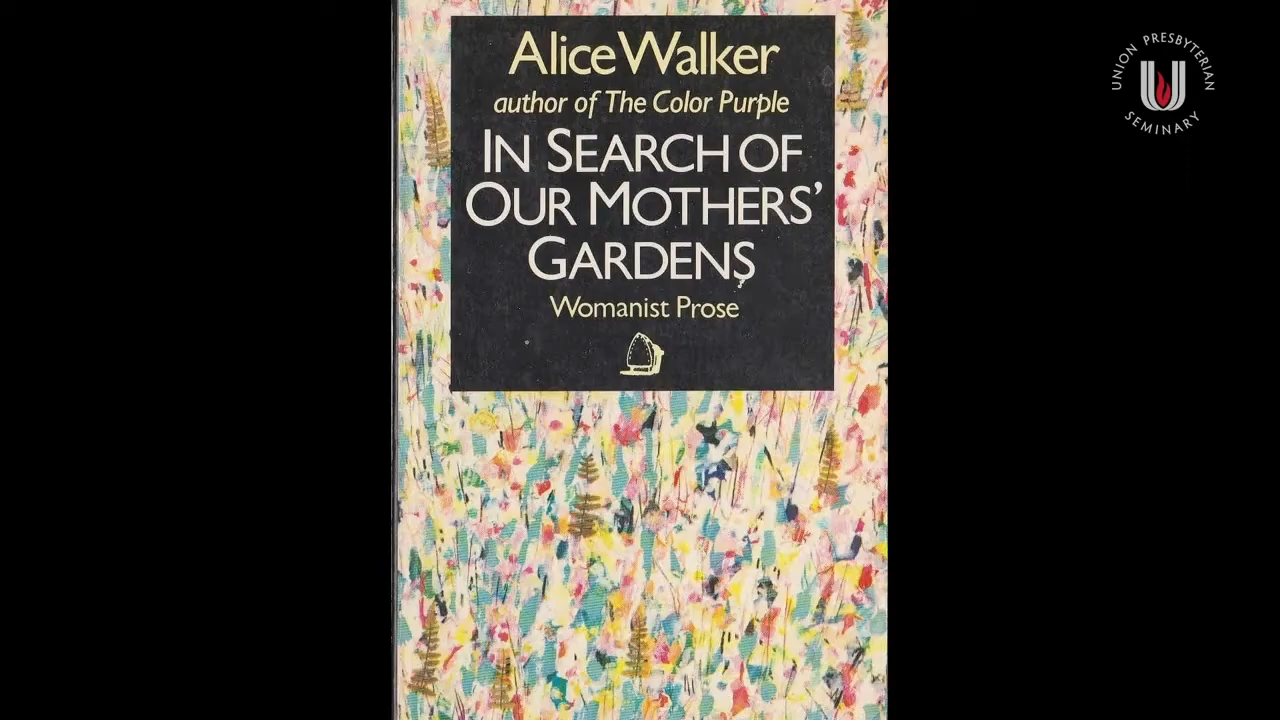 Alice Walker
author of The Color Purple
IN SEARCH OF
OUR MOTHERS'
GARDENS
Womanist Prose
UNION PRESBYTERIAN
SEMINARY